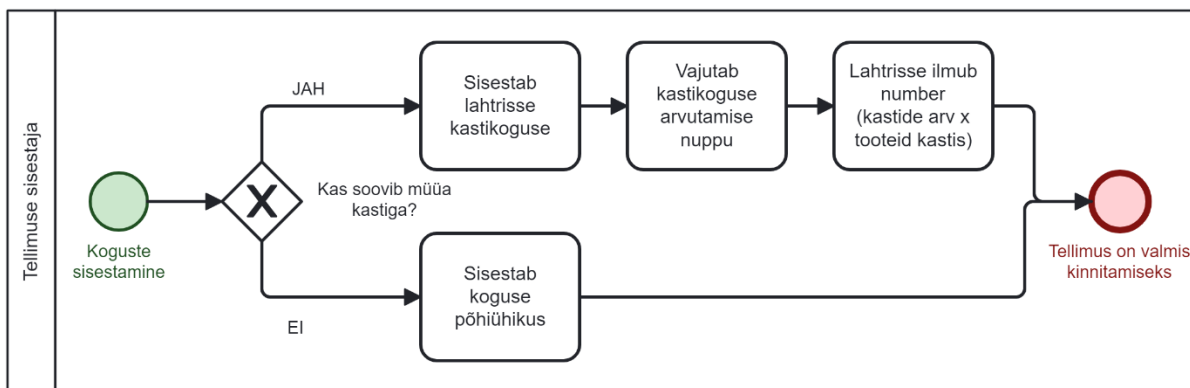 Tellimuse sisestaja
Koguste
sisestamine
X
Kas soovib müüa
kastiga?
JAH
Sisestab
lahtrisse
kastikoguse
Vajutab
kastikoguse
arvutamise
nuppu
Lahtrisse ilmub
number
(kastide arv x
tooteid kastis)
EI
Sisestab
koguse
põhiühikus
Tellimus on valmis
kinnitamiseks